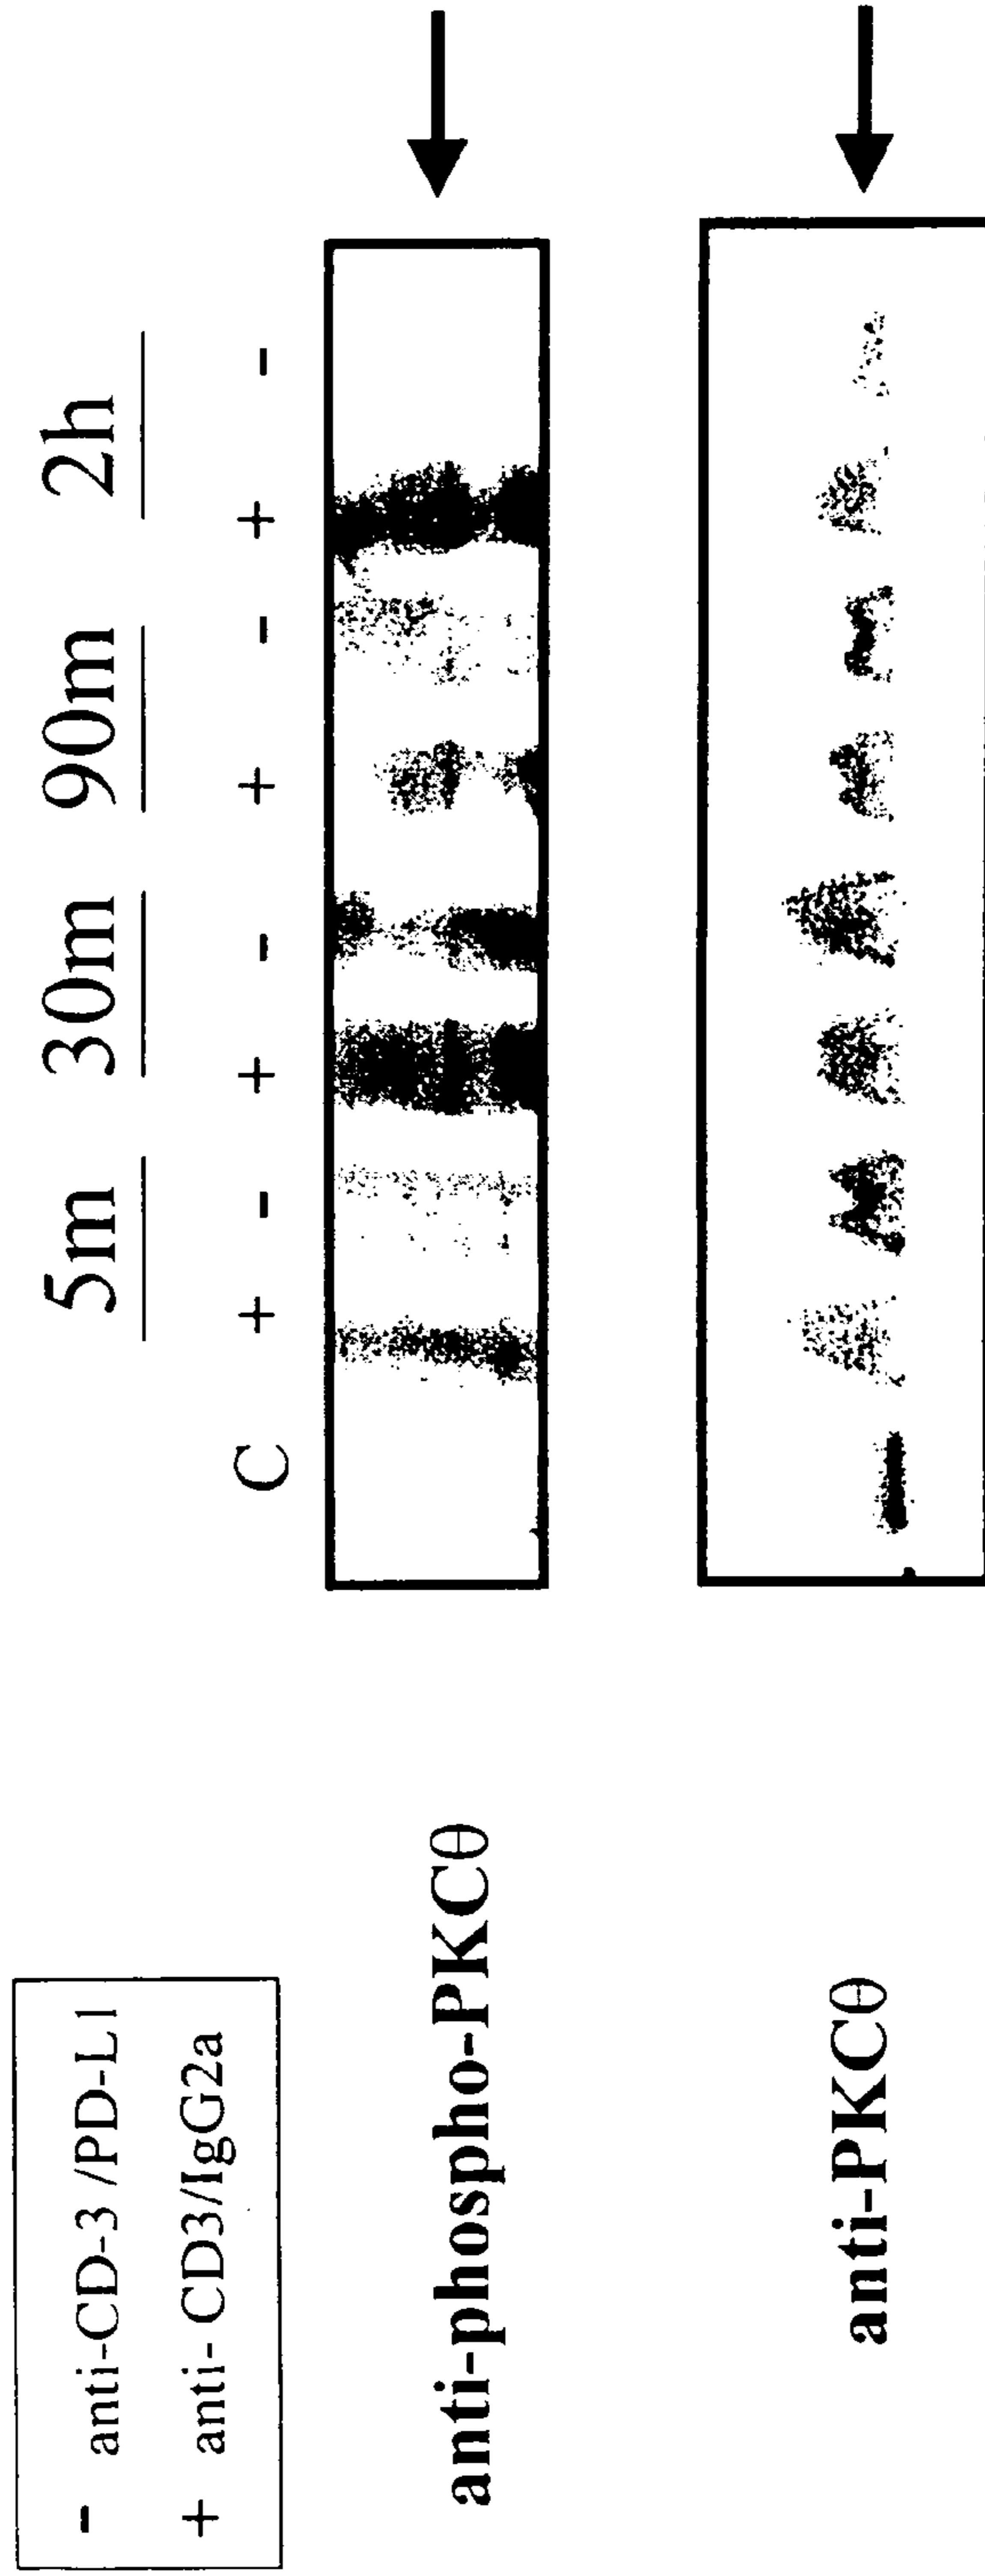 - anti-CD-3 /PD-L1
+ anti- CD3/IgG2a
5m 30m 90m 2h
C + - + - + - + -
anti-phospho-PKCθ
anti-PKCθ